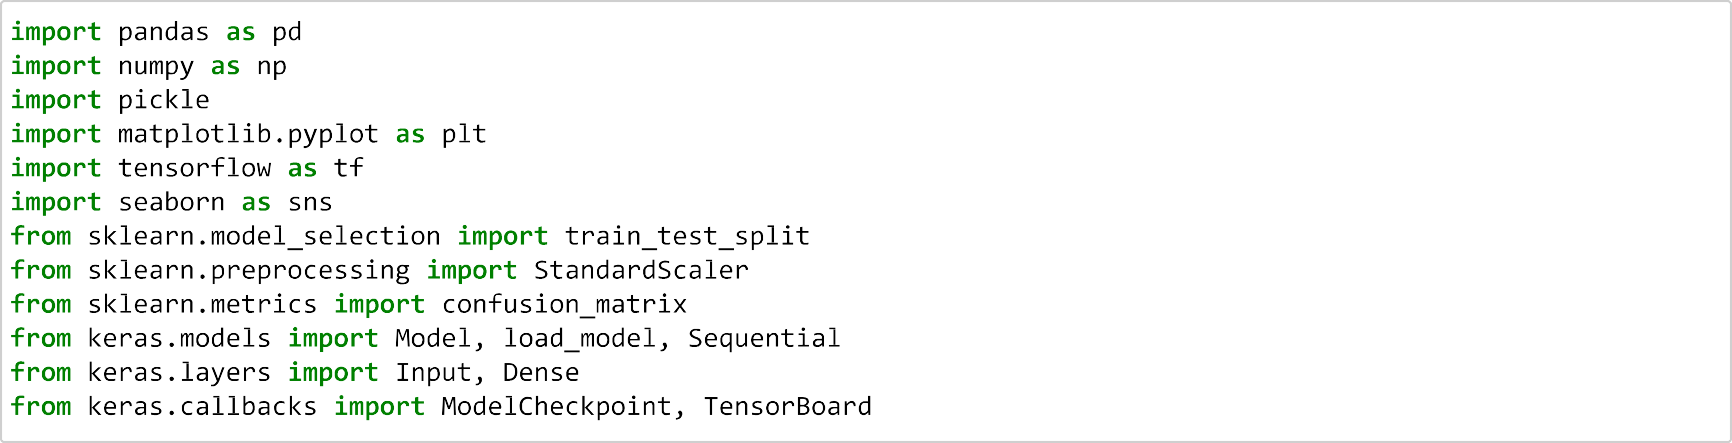 import pandas as pd
import numpy as np
import pickle
import matplotlib.pyplot as plt
import tensorflow as tf
import seaborn as sns
from sklearn.model_selection import train_test_split
from sklearn.preprocessing import StandardScaler
from sklearn.metrics import confusion_matrix
from keras.models import Model, load_model, Sequential
from keras.layers import Input, Dense
from keras.callbacks import ModelCheckpoint, TensorBoard